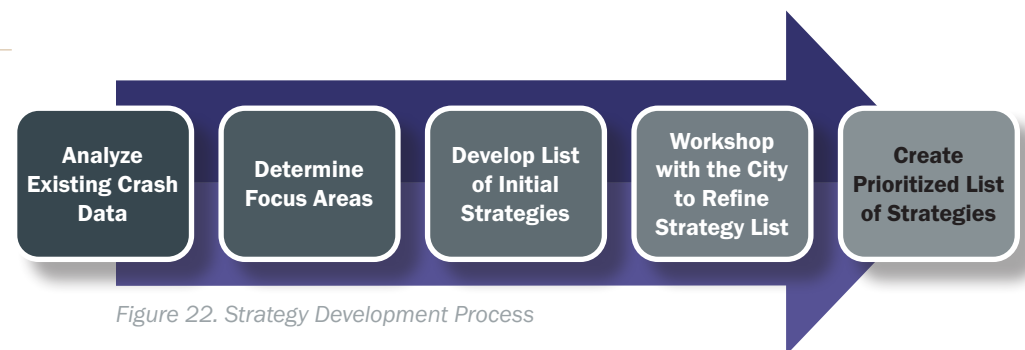 Analyze
Existing Crash
Data
Determine
Focus Areas
Develop List
of Initial
Strategies
Workshop
with the City
to Refine
Strategy List
Create
Prioritized List
of Strategies
Figure 22. Strategy Development Process